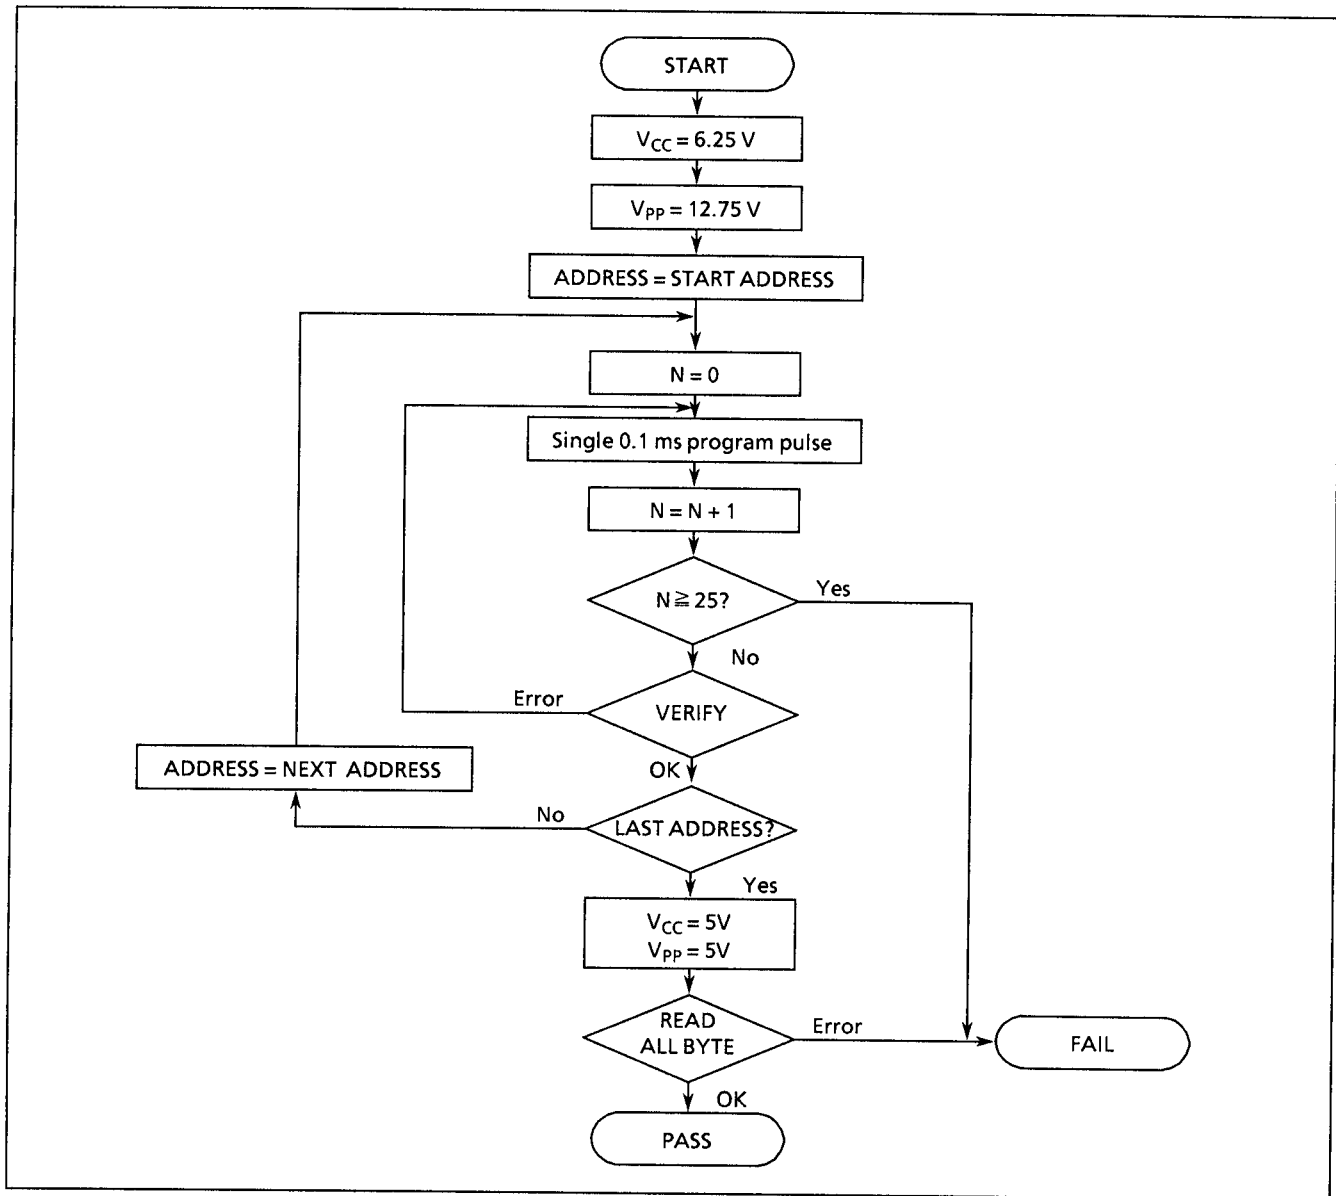 START
VCC = 6.25 V
VPP = 12.75 V
ADDRESS = START ADDRESS
N = 0
Single 0.1 ms program pulse
N = N + 1
N ≧ 25?
Yes
No
Error
VERIFY
ADDRESS = NEXT ADDRESS
OK
No
LAST ADDRESS?
Yes
VCC = 5V
VPP = 5V
READ
ALL BYTE
Error
FAIL
OK
PASS